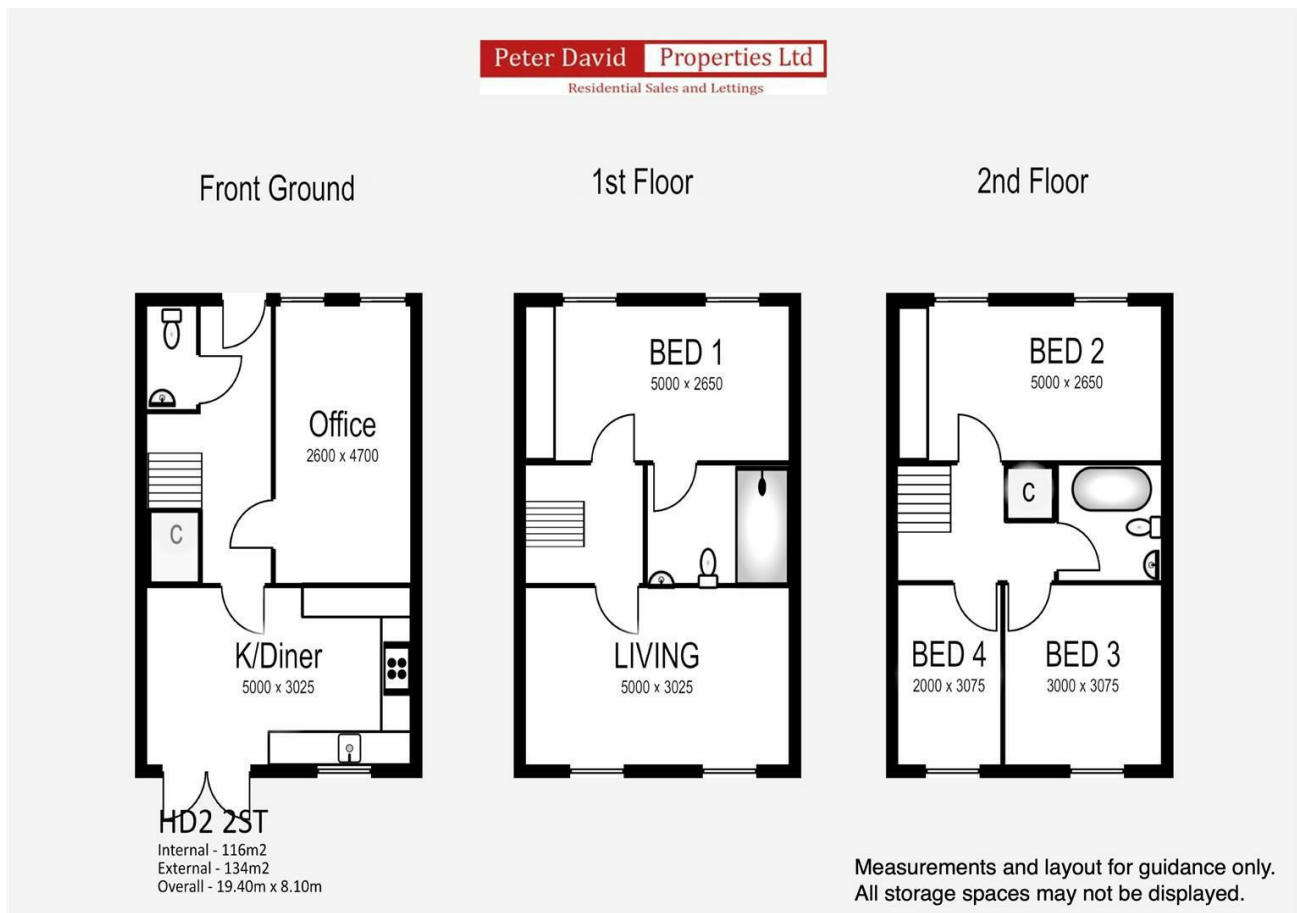 Peter David Properties Ltd
Residential Sales and Lettings
Front Ground
1st Floor
2nd Floor
Office
2600 x 4700
C
K/Diner
5000 x 3025
BED 1
5000 x 2650
LIVING
5000 x 3025
BED 2
5000 x 2650
C
BED 4
2000 x 3075
BED 3
3000 x 3075
HD2 2ST
Internal - 116m2
External - 134m2
Overall - 19.40m x 8.10m
Measurements and layout for guidance only.
All storage spaces may not be displayed.